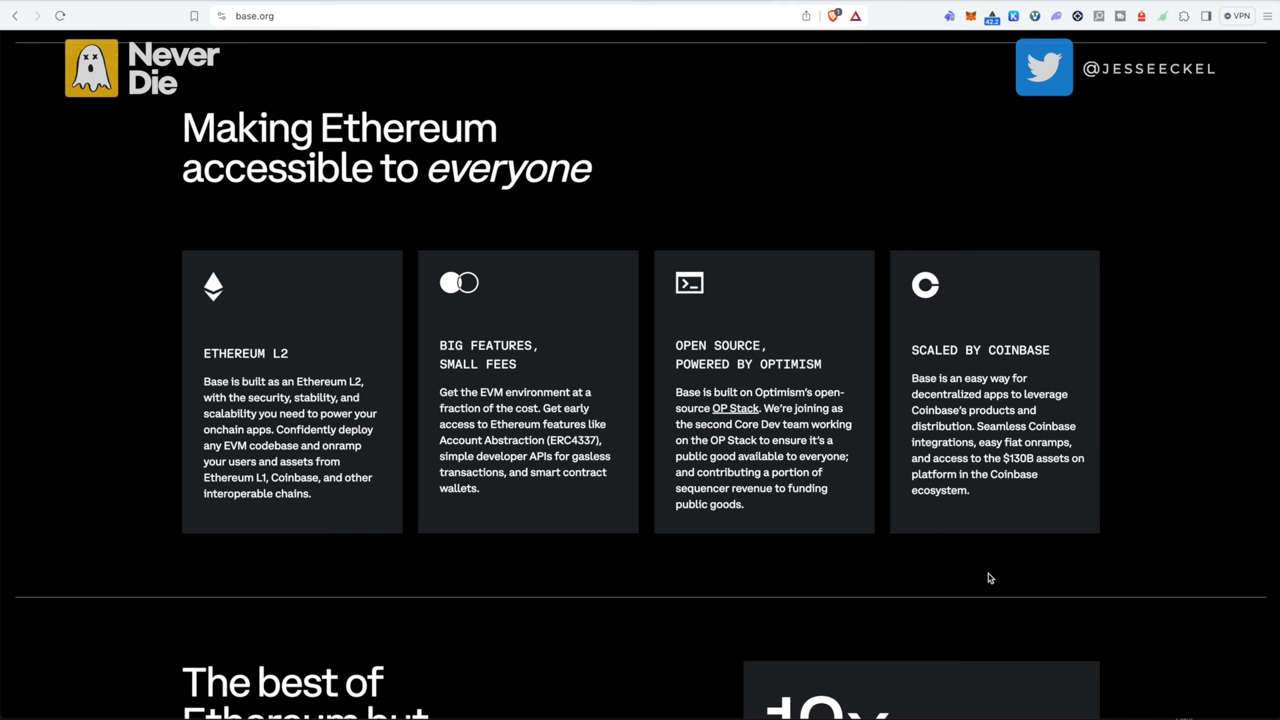 base.org
42.2
1
VPN
Never
Die
@JESSEECKEL
Making Ethereum
accessible to everyone
ETHEREUM L2
Base is built as an Ethereum L2,
with the security, stability, and
scalability you need to power your
onchain apps. Confidently deploy
any EVM codebase and onramp
your users and assets from
Ethereum L1, Coinbase, and other
interoperable chains.
BIG FEATURES,
SMALL FEES
Get the EVM environment at a
fraction of the cost. Get early
access to Ethereum features like
Account Abstraction (ERC4337),
simple developer APIs for gasless
transactions, and smart contract
wallets.
OPEN SOURCE,
POWERED BY OPTIMISM
Base is built on Optimism's open-
source OP Stack. We're joining as
the second Core Dev team working
on the OP Stack to ensure it's a
public good available to everyone;
and contributing a portion of
sequencer revenue to funding
public goods.
SCALED BY COINBASE
Base is an easy way for
decentralized apps to leverage
Coinbase's products and
distribution. Seamless Coinbase
integrations, easy fiat onramps,
and access to the $130B assets on
platform in the Coinbase
ecosystem.
The best of
Ethereum but
10x